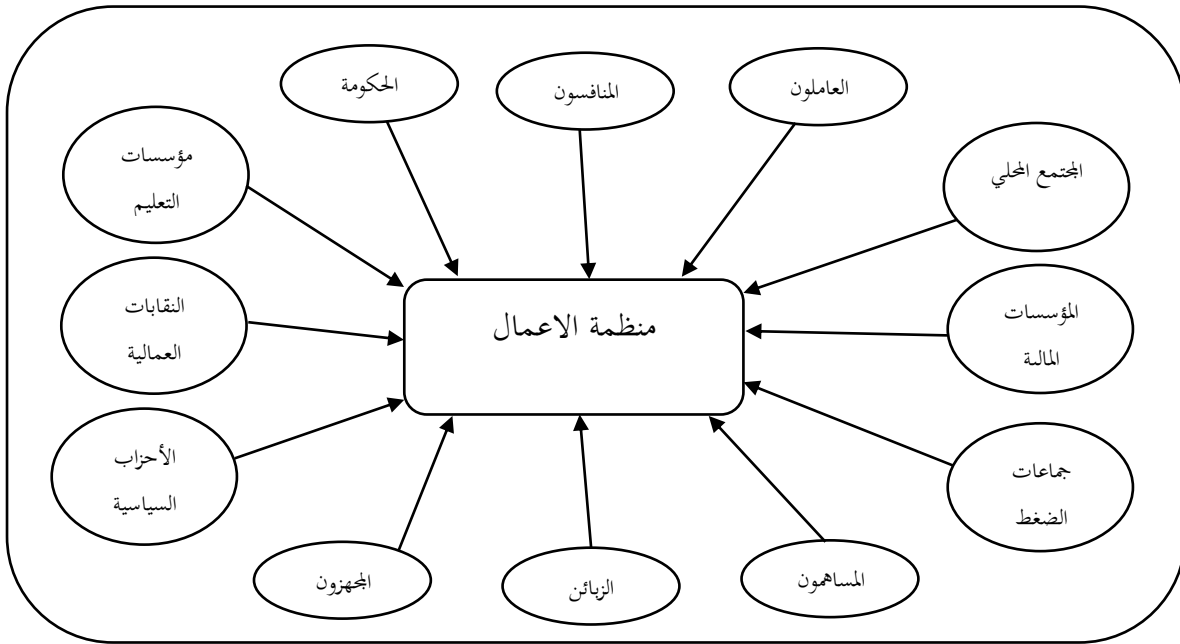 العاملون
المنافسون
الحكومة
المجتمع المحلي
مؤسسات
التعليم
المؤسسات
المالية
منظمة الاعمال
النقابات
العمالية
جماعات
الضغط
الأحزاب
السياسية
المساهمون
الزبائن
المجهزون